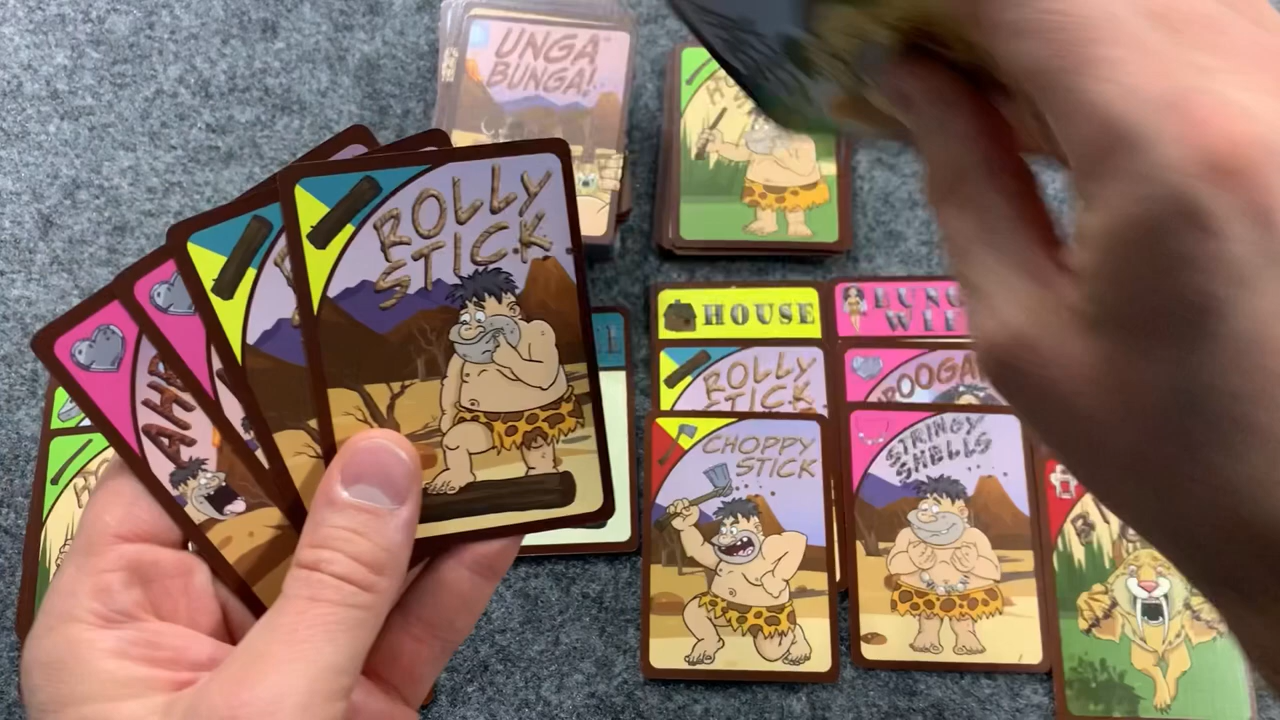 UNGA
BUNGA!
ROLLY
STICK
HOUSE
ROLLY
STICK
CHOPPY
STICK
STRINGY
SHELLS